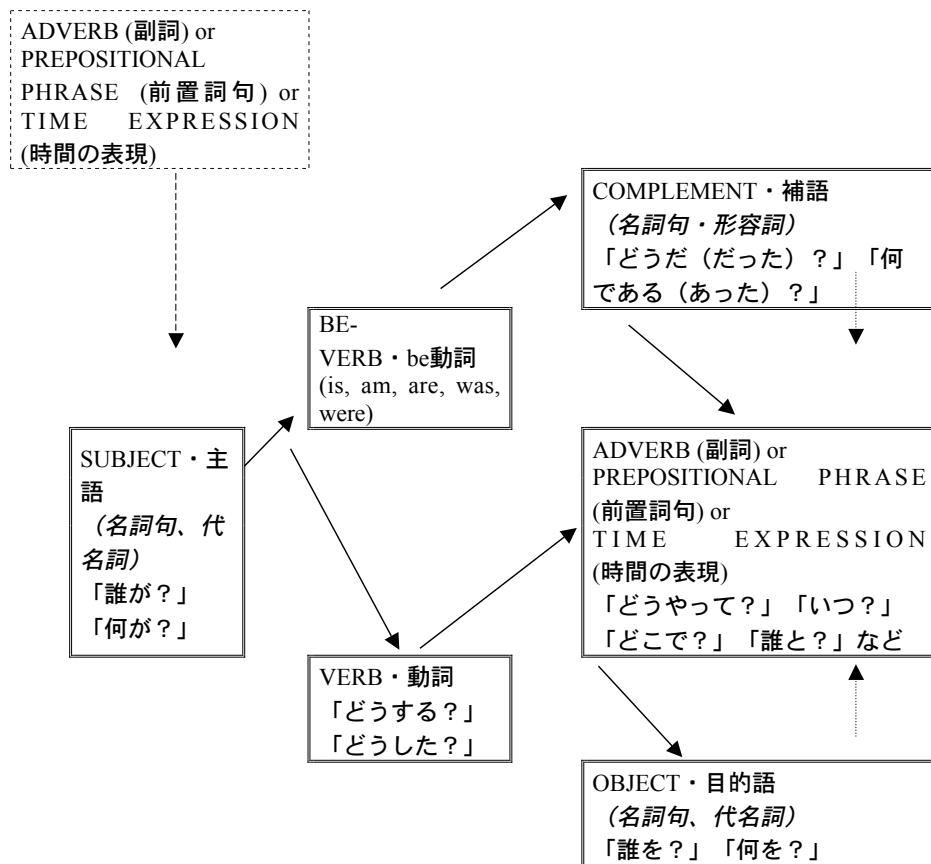 ADVERB (副詞) or
PREPOSITIONAL
PHRASE (前置詞句) or
TIME EXPRESSION
(時間の表現)
COMPLEMENT・補語
(名詞句・形容詞)
「どうだ（だった）？」「何
である（あった）？」
BE-
VERB・be動詞
(is, am, are, was,
were)
SUBJECT・主
語
(名詞句、代
名詞)
「誰が？」
「何が？」
ADVERB (副詞) or
PREPOSITIONAL PHRASE
(前置詞句) or
TIME EXPRESSION
(時間の表現)
「どうやって？」「いつ？」
「どこで？」「誰と？」など
VERB・動詞
「どうする？」
「どうした？」
OBJECT・目的語
(名詞句、代名詞)
「誰を？」「何を？」